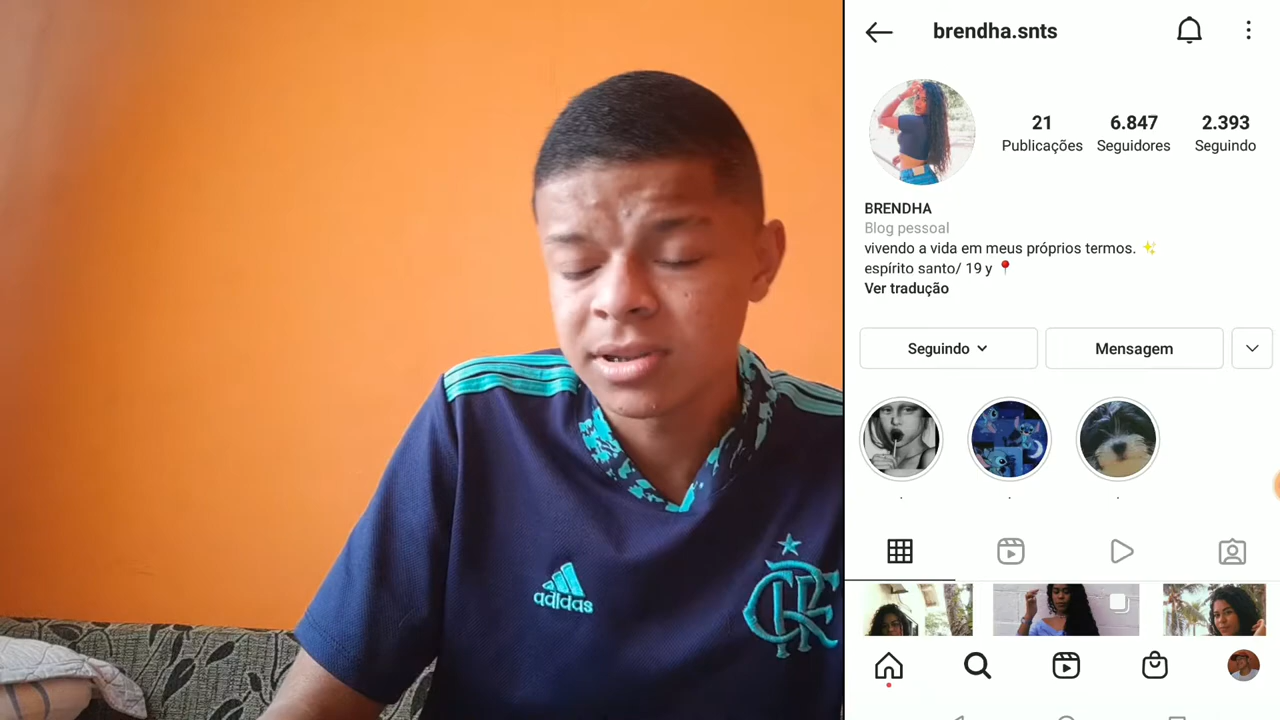 brendha.snts
21
6.847
2.393
Publicações
Seguidores
Seguindo
BRENDHA
Blog pessoal
vivendo a vida em meus próprios termos. ✨
espírito santo/ 19 y 📍
Ver tradução
Seguindo
Mensagem
adidas
CRF